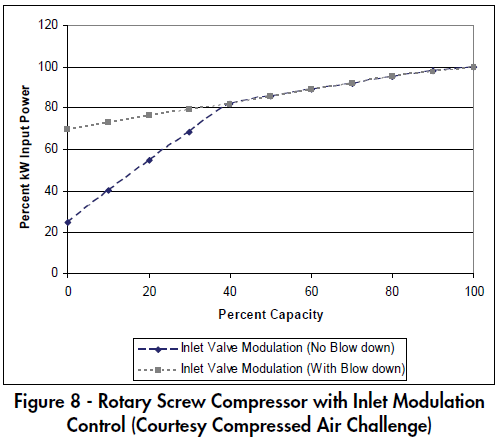 120
100
80
60
40
20
0
Percent kW Input Power
0 20 40 60 80 100
Percent Capacity
Inlet Valve Modulation (No Blow down)
Inlet Valve Modulation (With Blow down)
Figure 8 - Rotary Screw Compressor with Inlet Modulation
Control (Courtesy Compressed Air Challenge)